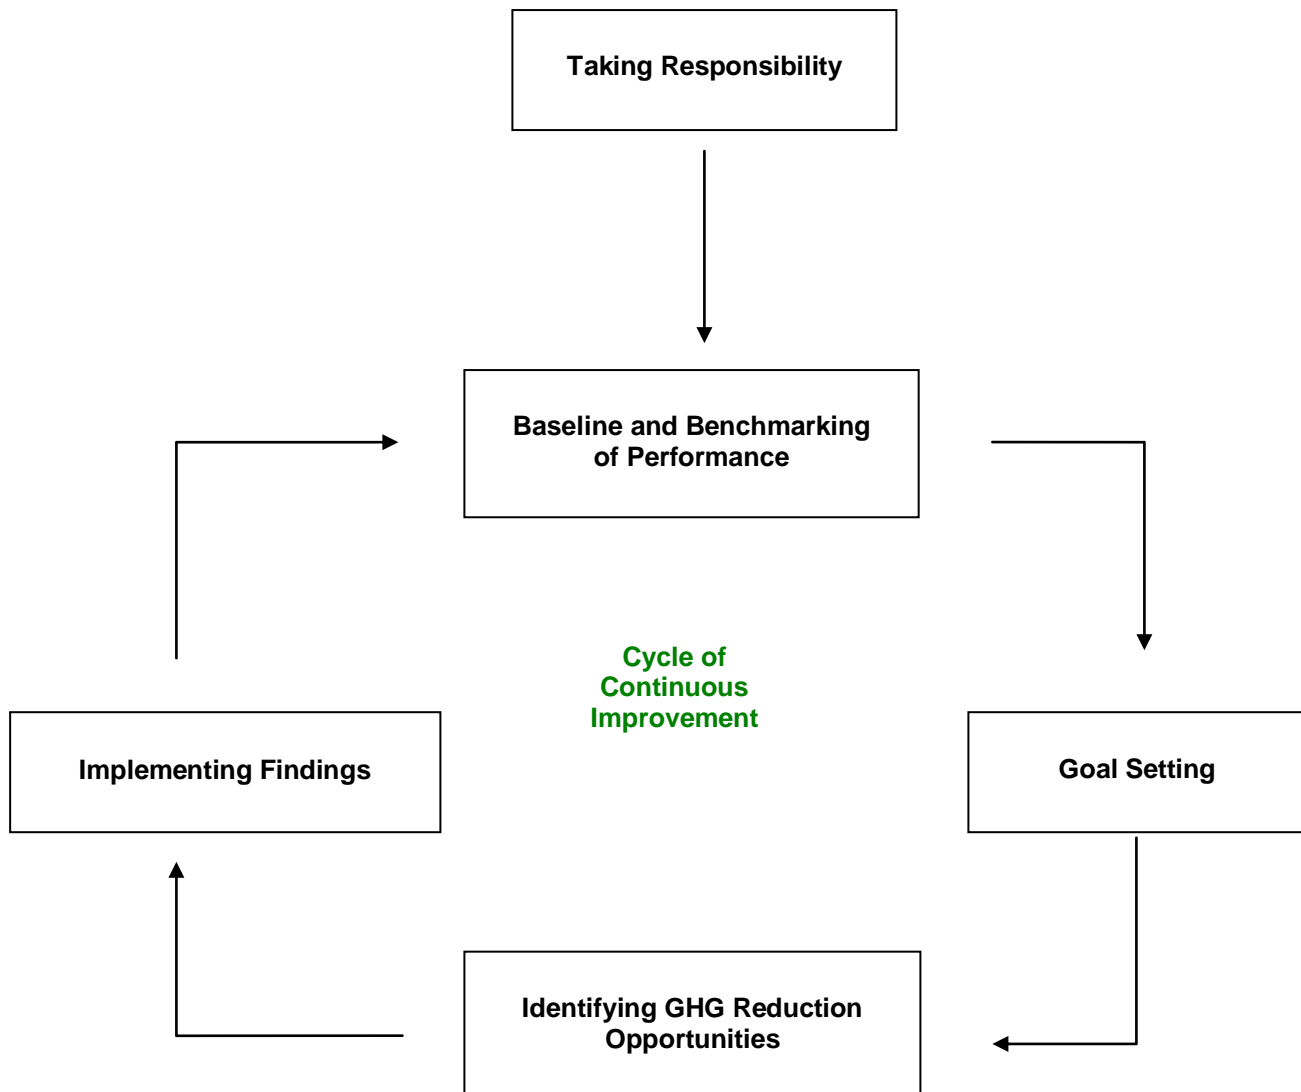 Taking Responsibility
Baseline and Benchmarking
of Performance
Cycle of
Continuous
Improvement
Implementing Findings
Goal Setting
Identifying GHG Reduction
Opportunities